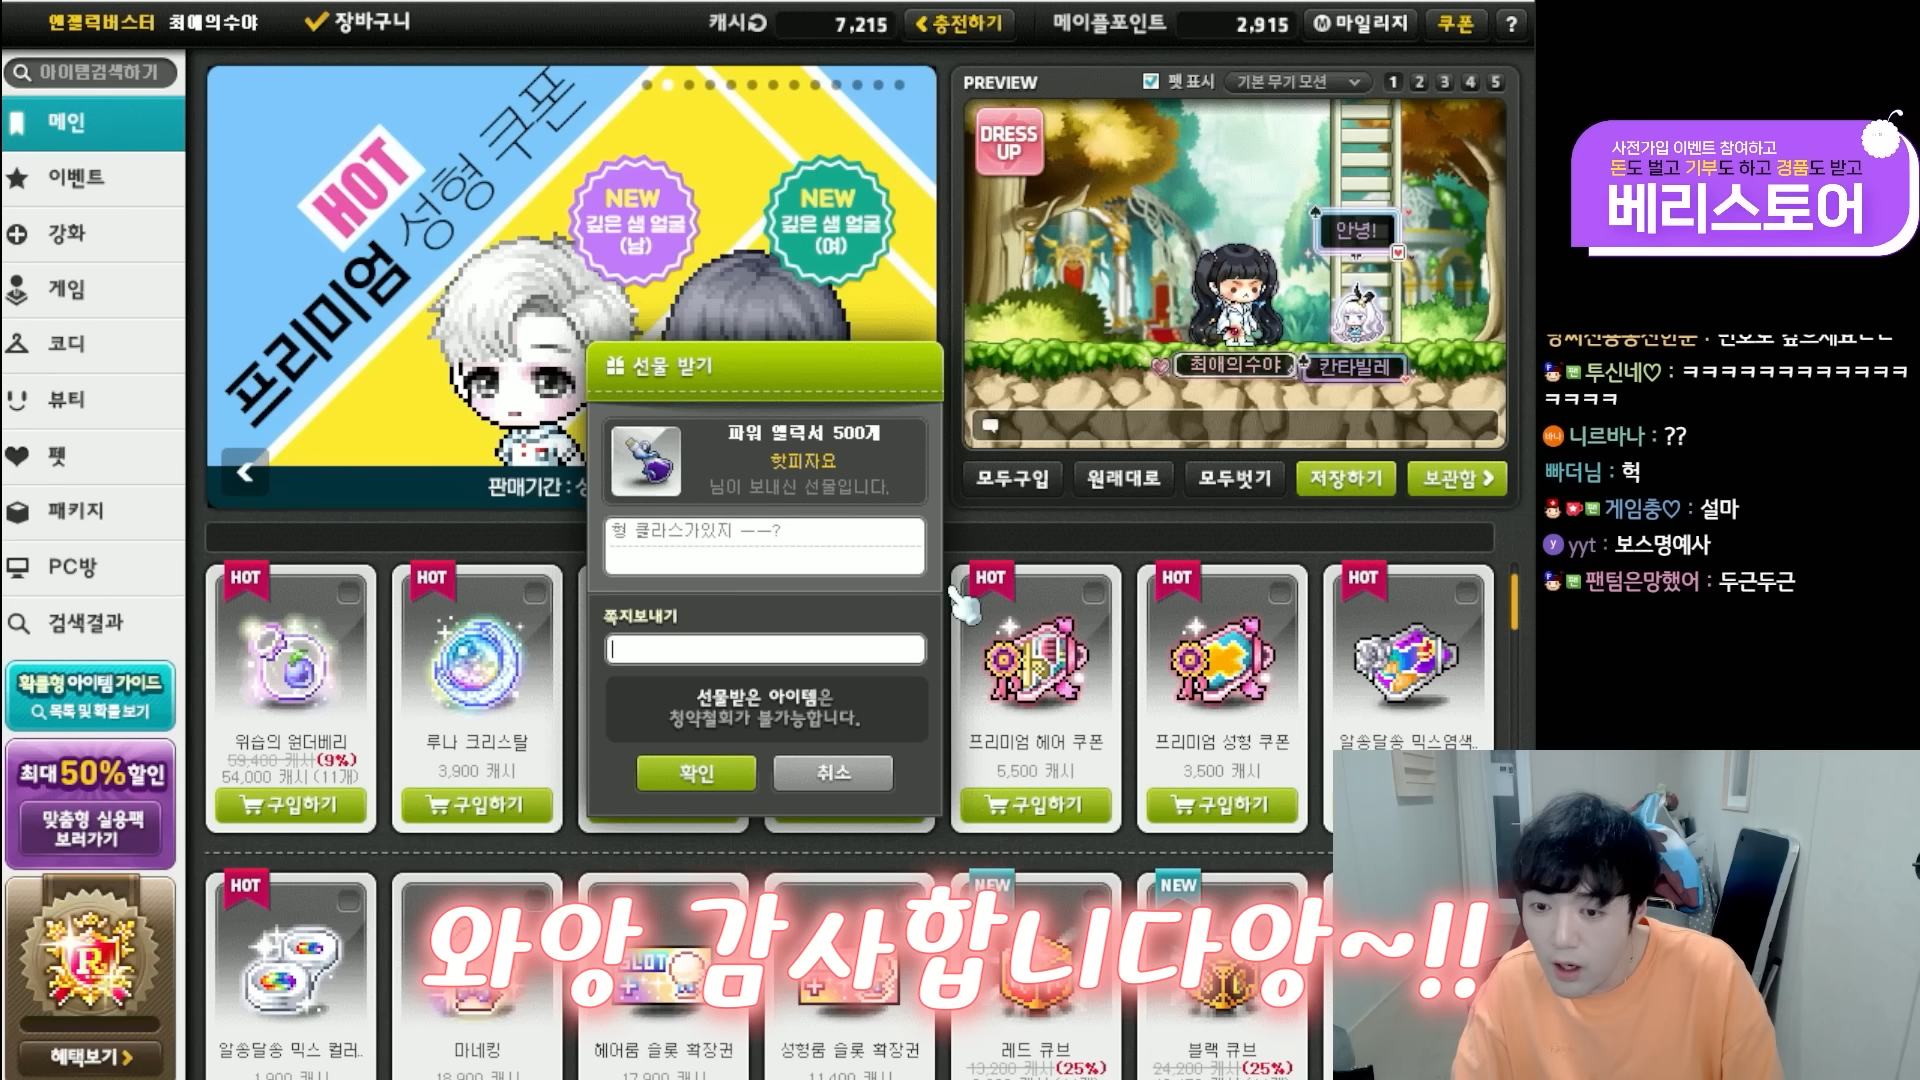 엔젤릭버스터 최애의수야
장바구니
캐시
7,215
충전하기
메이플포인트
2,915
마일리지
쿠폰
?
아이템검색하기
메인
이벤트
강화
게임
코디
뷰티
펫
패키지
PC방
검색결과
확률형 아이템 가이드
목록 및 확률 보기
최대 50% 할인
맞춤형 실용팩
보러가기
R
혜택보기
HOT
프리미엄 성형 쿠폰
NEW
깊은 샘 얼굴
(남)
NEW
깊은 샘 얼굴
(여)
판매기간 :
PREVIEW
펫 표시
기본 무기 모션
1 2 3 4 5
DRESS
UP
안녕!
최애의수야
칸타빌레
모두구입
원래대로
모두벗기
저장하기
보관함
선물 받기
파워 엘릭서 500개
핫피자요
님이 보내신 선물입니다.
형 클라스가있지 ㅡㅡ?
쪽지보내기
선물받은 아이템은
청약철회가 불가능합니다.
확인
취소
HOT
위습의 원더베리
59,400 캐시(9%)
54,000 캐시(11개)
구입하기
HOT
루나 크리스탈
3,900 캐시
구입하기
HOT
프리미엄 헤어 쿠폰
5,500 캐시
구입하기
HOT
프리미엄 성형 쿠폰
3,500 캐시
구입하기
HOT
알쏭달쏭 믹스염색..
HOT
알쏭달쏭 믹스 컬러..
1,900 캐시
마네킹
18,900 캐시
SLOT
헤어룸 슬롯 확장권
17,900 캐시
성형룸 슬롯 확장권
11,400 캐시
NEW
레드 큐브
13,200 캐시(25%)
NEW
블랙 큐브
24,200 캐시(25%)
와앙 감사합니다앙~!!
사전가입 이벤트 참여하고
돈도 벌고 기부도 하고 경품도 받고
베리스토어
투신네♡ : ㅋㅋㅋㅋㅋㅋㅋㅋㅋㅋㅋㅋ
ㅋㅋㅋㅋ
니르바나 : ??
빠더님 : 헉
게임충♡ : 설마
yyt : 보스명예사
팬텀은망했어 : 두근두근